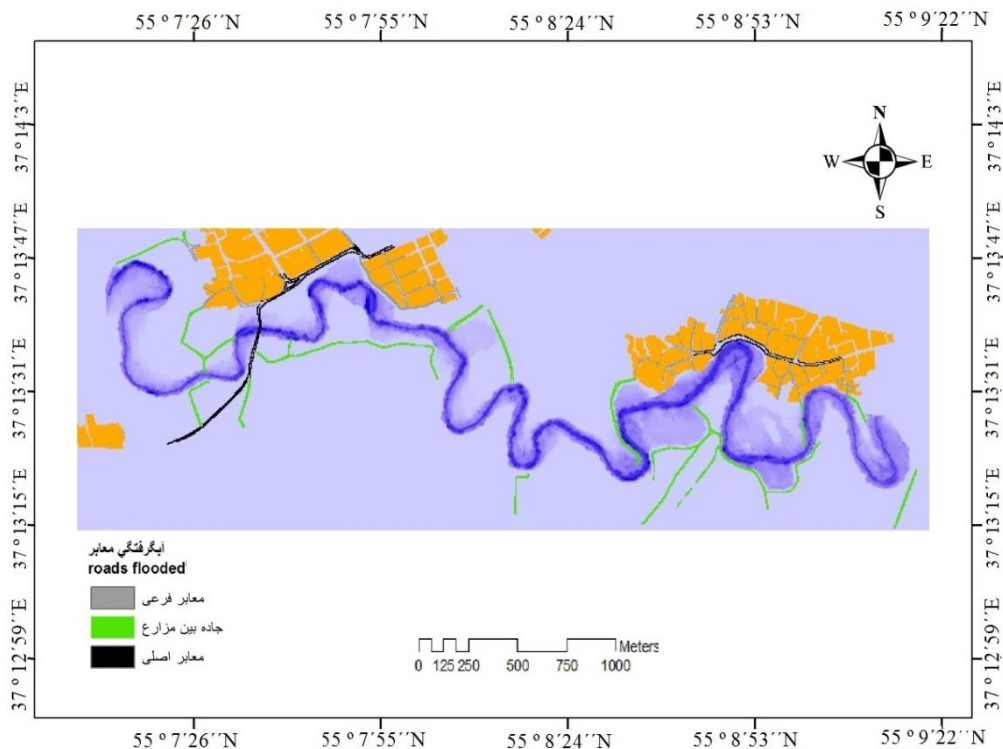 55 º 7'26´´N 55 º 7'55´´N 55 º 8'24´´N 55 º 8'53´´N 55 º 9'22´´N
37 º 14'3´´E 37 º 14'3´´E
N
W E
S
37 º 13'47´´E 37 º 13'47´´E
37 º 13'31´´E 37 º 13'31´´E
37 º 13'15´´E 37 º 13'15´´E
آبگرفتگي معابر
roads flooded
معابر فرعی
جاده بین مزارع
معابر اصلی
37 º 12'59´´E 37 º 12'59´´E
Meters
0 125 250 500 750 1000
55 º 7'26´´N 55 º 7'55´´N 55 º 8'24´´N 55 º 8'53´´N 55 º 9'22´´N